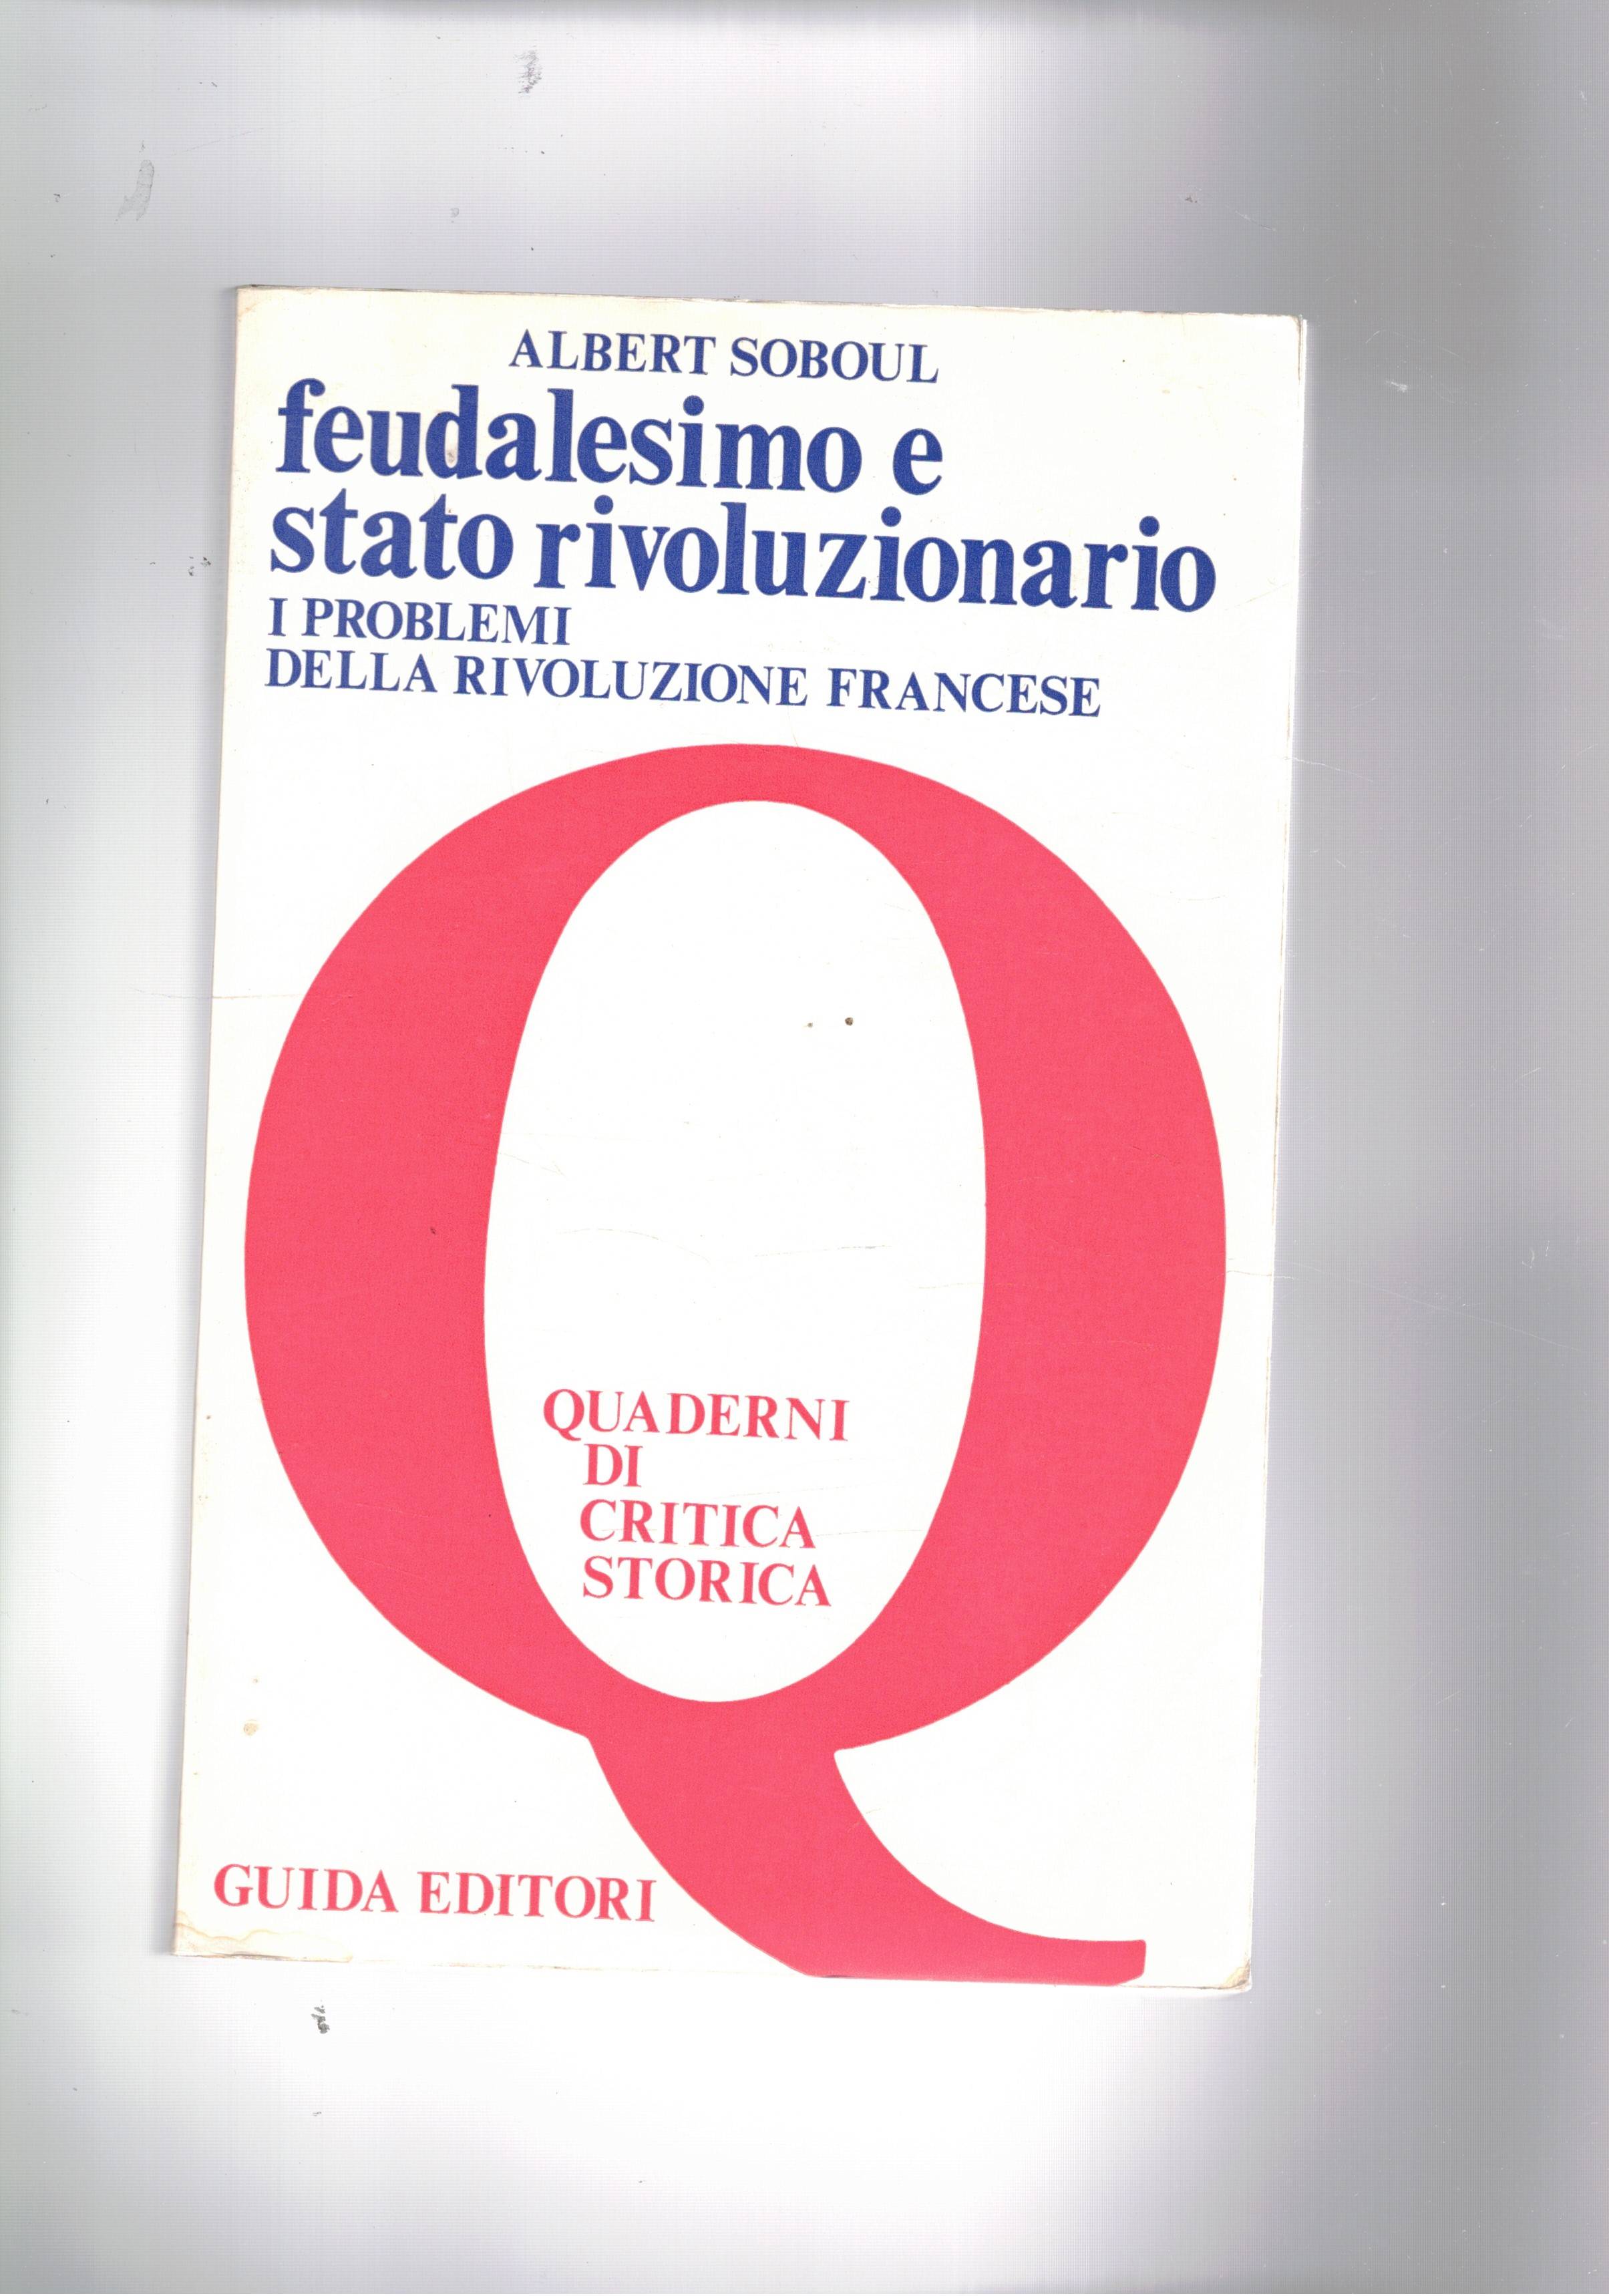 ALBERT SOBOUL
feudalesimo e
stato rivoluzionario
I PROBLEMI
DELLA RIVOLUZIONE FRANCESE
Q
QUADERNI
DI
CRITICA
STORICA
GUIDA EDITORI